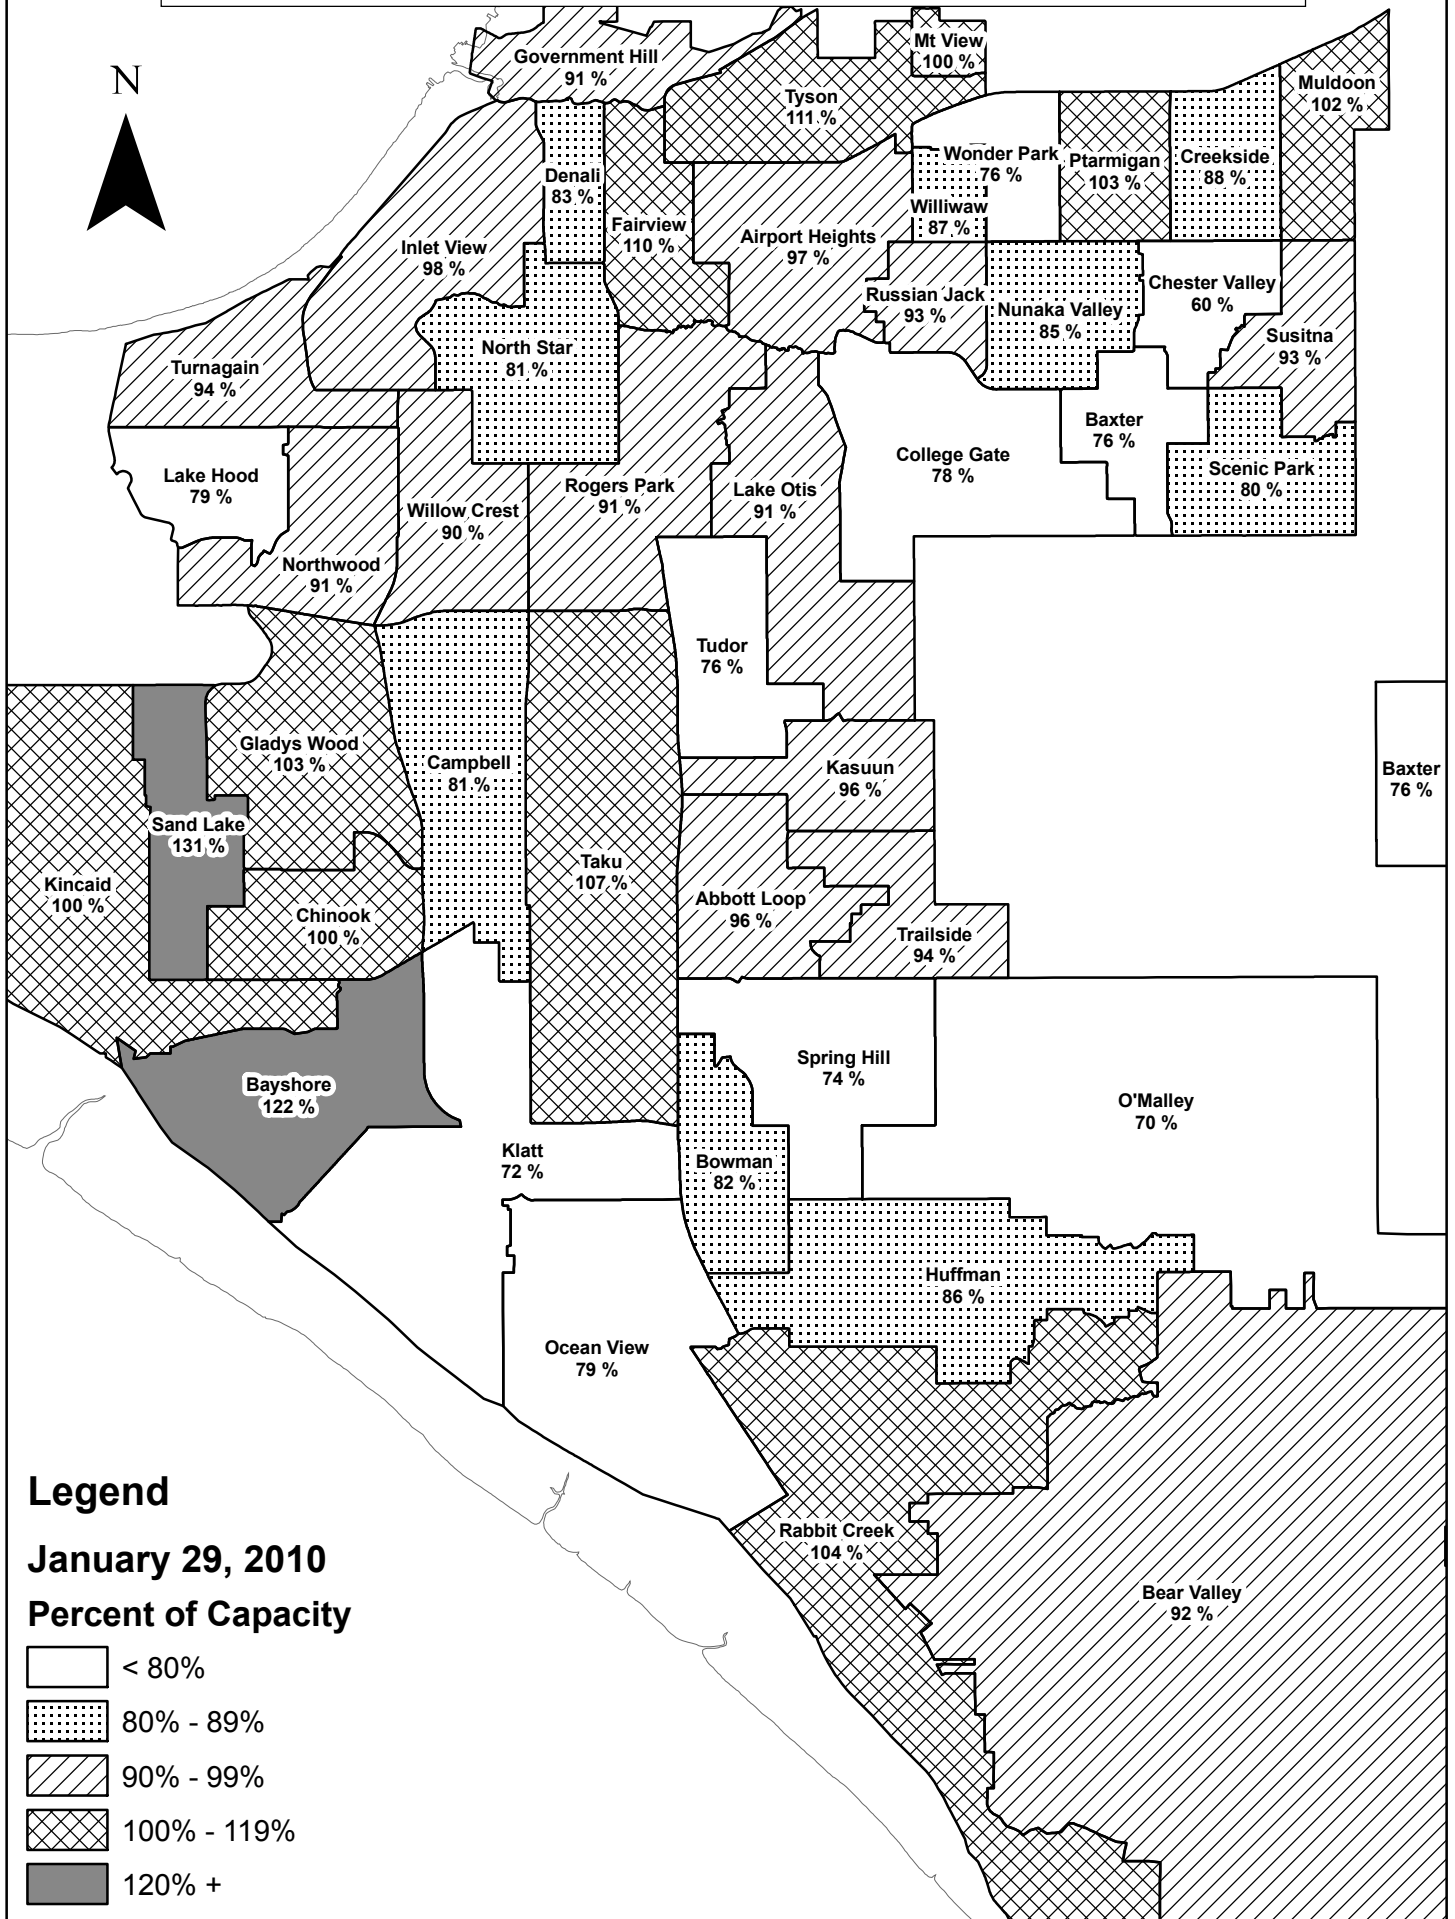 N
Government Hill
91 %
Mt View
100 %
Tyson
111 %
Muldoon
102 %
Wonder Park
76 %
Ptarmigan
103 %
Creekside
88 %
Denali
83 %
Williwaw
87 %
Fairview
110 %
Airport Heights
97 %
Inlet View
98 %
Russian Jack
93 %
Nunaka Valley
85 %
Chester Valley
60 %
Susitna
93 %
North Star
81 %
Turnagain
94 %
Baxter
76 %
College Gate
78 %
Lake Hood
79 %
Scenic Park
80 %
Rogers Park
91 %
Lake Otis
91 %
Willow Crest
90 %
Northwood
91 %
Tudor
76 %
Gladys Wood
103 %
Campbell
81 %
Kasuun
96 %
Baxter
76 %
Sand Lake
131 %
Taku
107 %
Kincaid
100 %
Abbott Loop
96 %
Chinook
100 %
Trailside
94 %
Spring Hill
74 %
Bayshore
122 %
O'Malley
70 %
Klatt
72 %
Bowman
82 %
Huffman
86 %
Ocean View
79 %
Rabbit Creek
104 %
Bear Valley
92 %
Legend
January 29, 2010
Percent of Capacity
< 80%
80% - 89%
90% - 99%
100% - 119%
120% +